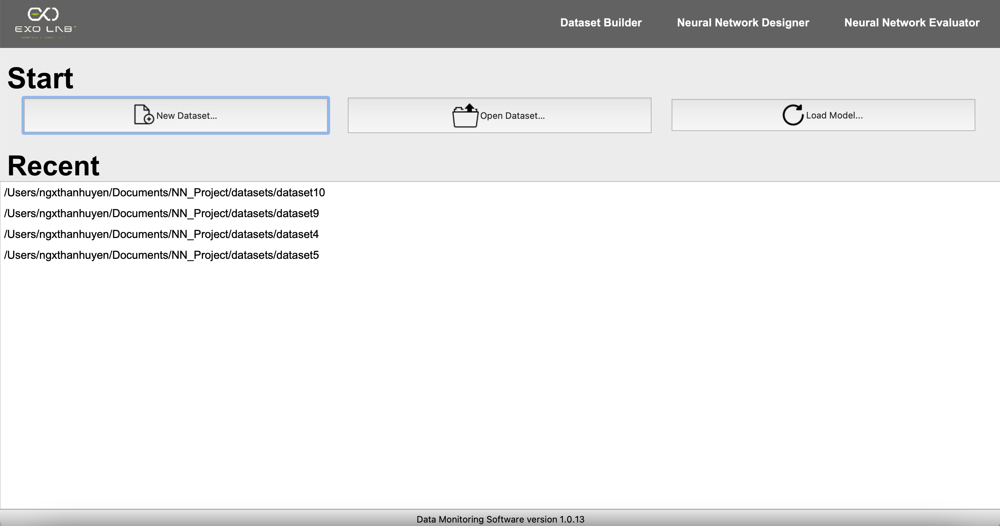 EXO LAB
Dataset Builder
Neural Network Designer
Neural Network Evaluator
Start
New Dataset...
Open Dataset...
Load Model...
Recent
/Users/ngxthanhuyen/Documents/NN_Project/datasets/dataset10
/Users/ngxthanhuyen/Documents/NN_Project/datasets/dataset9
/Users/ngxthanhuyen/Documents/NN_Project/datasets/dataset4
/Users/ngxthanhuyen/Documents/NN_Project/datasets/dataset5
Data Monitoring Software version 1.0.13